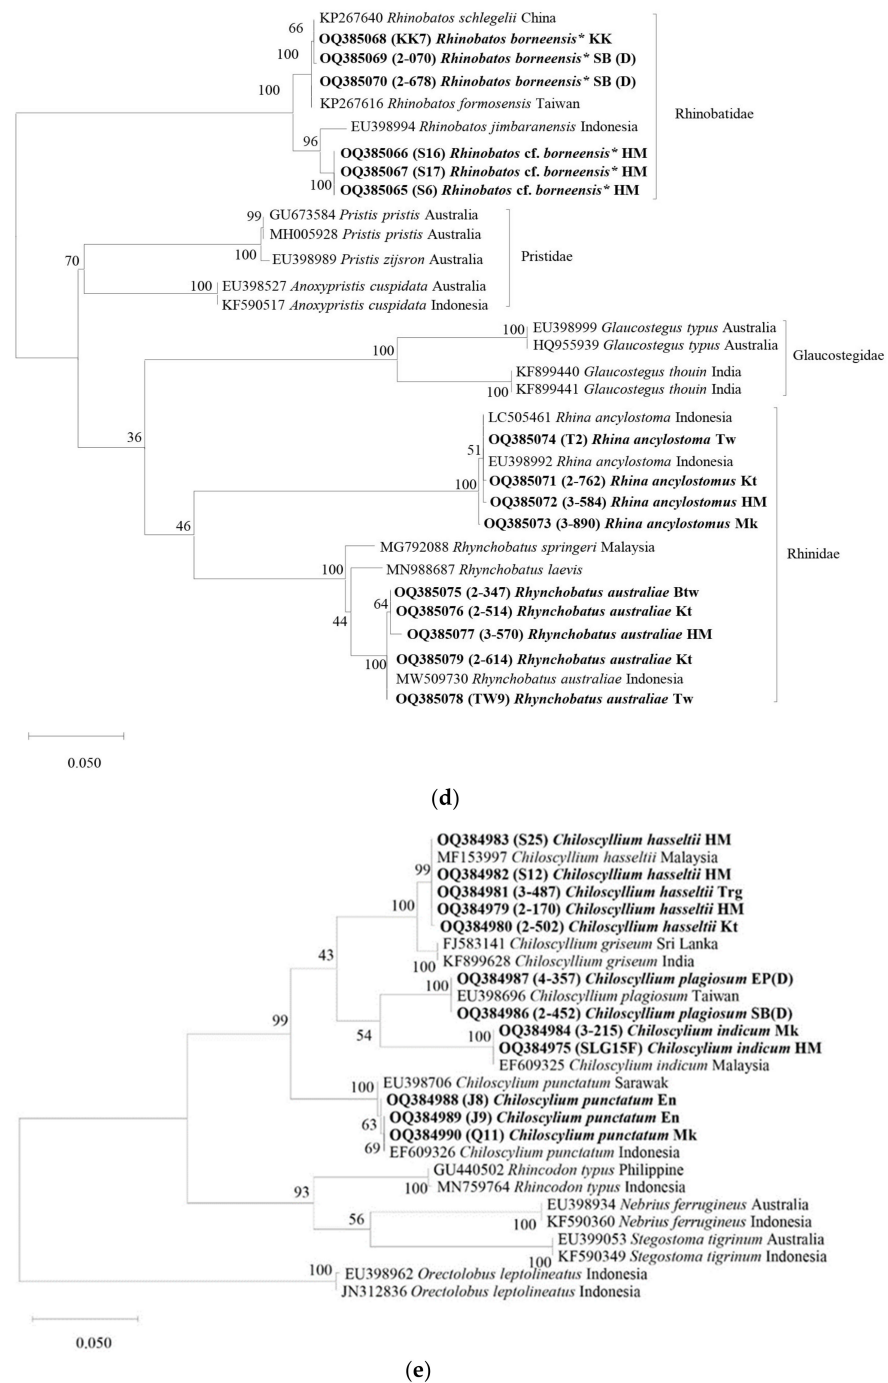 66
KP267640 Rhinobatos schlegelii China
OQ385068 (KK7) Rhinobatos borneensis* KK
100
OQ385069 (2-070) Rhinobatos borneensis* SB (D)
OQ385070 (2-678) Rhinobatos borneensis* SB (D)
100
KP267616 Rhinobatos formosensis Taiwan
Rhinobatidae
EU398994 Rhinobatos jimbaranensis Indonesia
96
OQ385066 (S16) Rhinobatos cf. borneensis* HM
OQ385067 (S17) Rhinobatos cf. borneensis* HM
100
OQ385065 (S6) Rhinobatos cf. borneensis* HM
99
GU673584 Pristis pristis Australia
MH005928 Pristis pristis Australia
100
EU398989 Pristis zijsron Australia
Pristidae
70
100
EU398527 Anoxypristis cuspidata Australia
KF590517 Anoxypristis cuspidata Indonesia
100
EU398999 Glaucostegus typus Australia
HQ955939 Glaucostegus typus Australia
100
Glaucostegidae
KF899440 Glaucostegus thouin India
100
KF899441 Glaucostegus thouin India
36
LC505461 Rhina ancylostoma Indonesia
OQ385074 (T2) Rhina ancylostoma Tw
51
EU398992 Rhina ancylostoma Indonesia
OQ385071 (2-762) Rhina ancylostomus Kt
100
OQ385072 (3-584) Rhina ancylostomus HM
OQ385073 (3-890) Rhina ancylostomus Mk
46
MG792088 Rhynchobatus springeri Malaysia
Rhinidae
100
MN988687 Rhynchobatus laevis
OQ385075 (2-347) Rhynchobatus australiae Btw
64
OQ385076 (2-514) Rhynchobatus australiae Kt
44
OQ385077 (3-570) Rhynchobatus australiae HM
OQ385079 (2-614) Rhynchobatus australiae Kt
100
MW509730 Rhynchobatus australiae Indonesia
OQ385078 (TW9) Rhynchobatus australiae Tw
0.050
(d)
OQ384983 (S25) Chiloscyllium hasseltii HM
MF153997 Chiloscyllium hasseltii Malaysia
99
OQ384982 (S12) Chiloscyllium hasseltii HM
OQ384981 (3-487) Chiloscyllium hasseltii Trg
100
OQ384979 (2-170) Chiloscyllium hasseltii HM
OQ384980 (2-502) Chiloscyllium hasseltii Kt
FJ583141 Chiloscyllium griseum Sri Lanka
43
100
KF899628 Chiloscyllium griseum India
OQ384987 (4-357) Chiloscyllium plagiosum EP(D)
100
EU398696 Chiloscyllium plagiosum Taiwan
OQ384986 (2-452) Chiloscyllium plagiosum SB(D)
99
54
100
OQ384984 (3-215) Chiloscylium indicum Mk
OQ384975 (SLG15F) Chiloscylium indicum HM
EF609325 Chiloscylium indicum Malaysia
100
EU398706 Chiloscylium punctatum Sarawak
OQ384988 (J8) Chiloscylium punctatum En
63
OQ384989 (J9) Chiloscylium punctatum En
OQ384990 (Q11) Chiloscylium punctatum Mk
69
EF609326 Chiloscylium punctatum Indonesia
GU440502 Rhincodon typus Philippine
93
100
MN759764 Rhincodon typus Indonesia
EU398934 Nebrius ferrugineus Australia
56
100
KF590360 Nebrius ferrugineus Indonesia
EU399053 Stegostoma tigrinum Australia
100
KF590349 Stegostoma tigrinum Indonesia
100
EU398962 Orectolobus leptolineatus Indonesia
JN312836 Orectolobus leptolineatus Indonesia
0.050
(e)